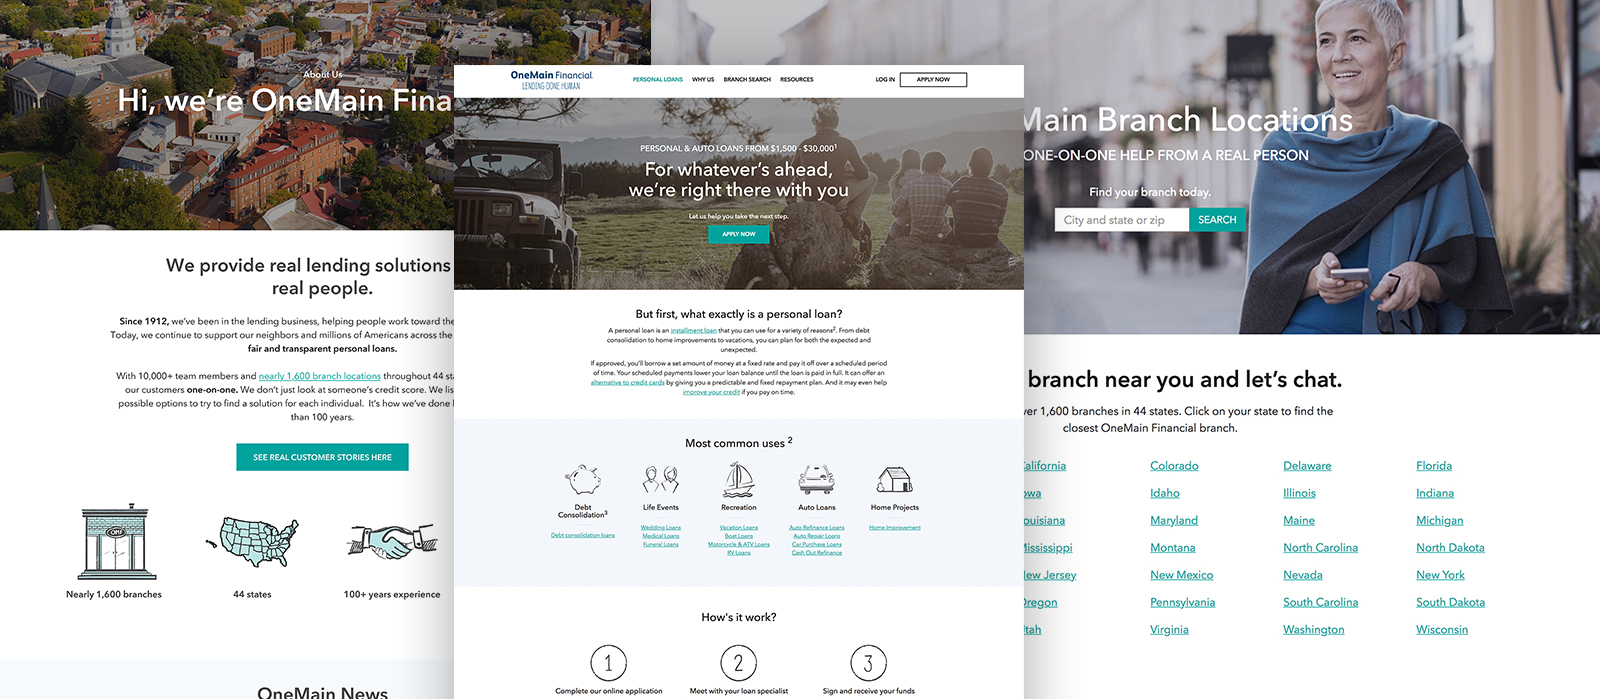 About Us
Hi, we're OneMain Fina
We provide real lending solutions
real people.
Since 1912, we've been in the lending business, helping people work toward the
Today, we continue to support our neighbors and millions of Americans across the
fair and transparent personal loans.
With 10,000+ team members and nearly 1,600 branch locations throughout 44 sta
our customers one-on-one. We don't just look at someone's credit score. We lis
possible options to try to find a solution for each individual. It's how we've done
than 100 years.
SEE REAL CUSTOMER STORIES HERE
Nearly 1,600 branches
44 states
100+ years experience
OneMain News
OneMain Financial
LENDING DONE HUMAN
PERSONAL LOANS WHY US BRANCH SEARCH RESOURCES LOG IN APPLY NOW
PERSONAL & AUTO LOANS FROM $1,500 - $30,000¹
For whatever's ahead,
we're right there with you
Let us help you take the next step.
APPLY NOW
But first, what exactly is a personal loan?
A personal loan is an installment loan that you can use for a variety of reasons². From debt
consolidation to home improvements to vacations, you can plan for both the expected and
unexpected.
If approved, you'll borrow a set amount of money at a fixed rate and pay it off over a scheduled period
of time. Your scheduled payments lower your loan balance until the loan is paid in full. It can offer an
alternative to credit cards by giving you a predictable and fixed repayment plan. And it may even help
improve your credit if you pay on time.
Most common uses ²
Debt
Consolidation³
Debt consolidation loans
Life Events
Wedding Loans
Medical Loans
Funeral Loans
Recreation
Vacation Loans
Boat Loans
Motorcycle & ATV Loans
RV Loans
Auto Loans
Auto Refinance Loans
Auto Repair Loans
Car Purchase Loans
Cash Out Refinance
Home Projects
Home Improvement
How's it work?
1 2 3
Complete our online application
Meet with your loan specialist
Sign and receive your funds
Main Branch Locations
ONE-ON-ONE HELP FROM A REAL PERSON
Find your branch today.
City and state or zip SEARCH
branch near you and let's chat.
ver 1,600 branches in 44 states. Click on your state to find the
closest OneMain Financial branch.
California Colorado Delaware Florida
owa Idaho Illinois Indiana
ouisiana Maryland Maine Michigan
Mississippi Montana North Carolina North Dakota
New Jersey New Mexico Nevada New York
Oregon Pennsylvania South Carolina South Dakota
Utah Virginia Washington Wisconsin